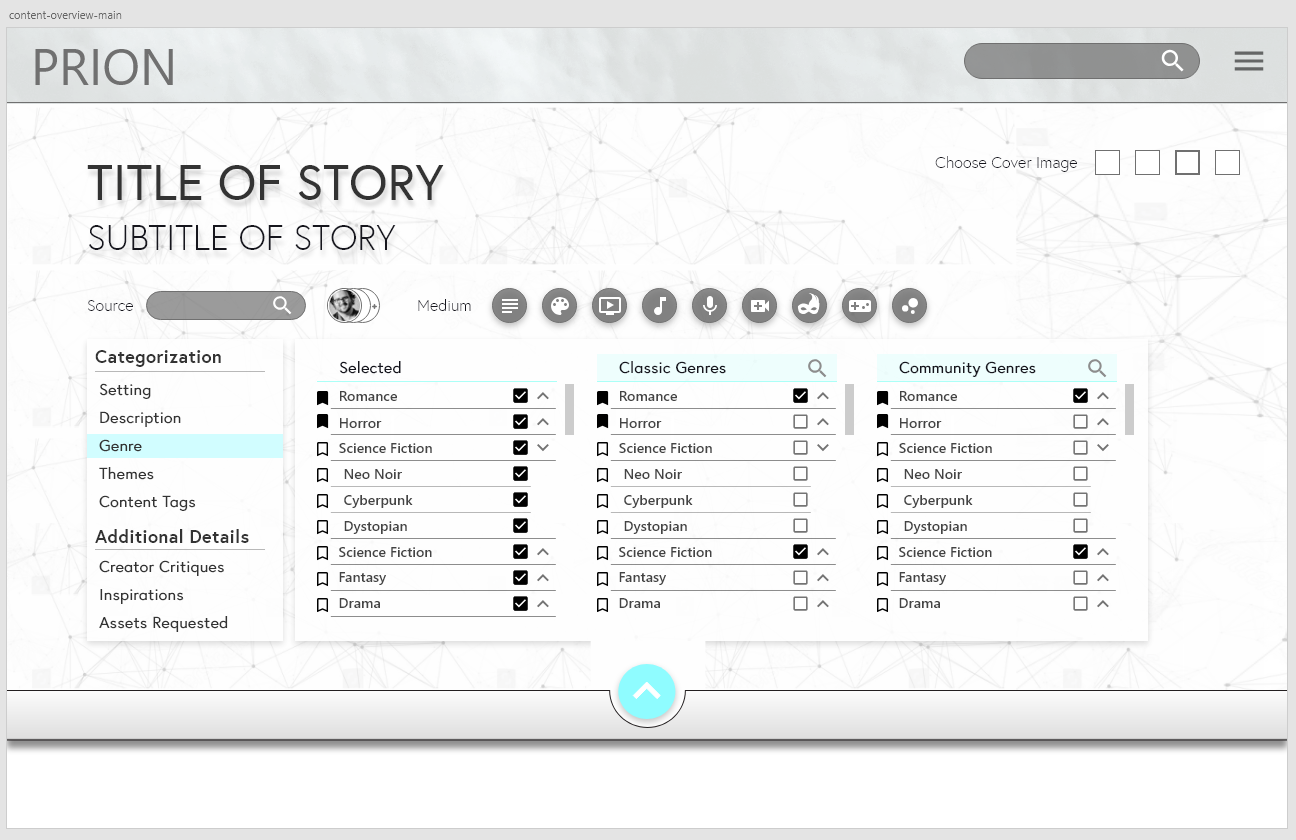 content-overview-main
PRION
Choose Cover Image
TITLE OF STORY
SUBTITLE OF STORY
Source
Medium
Categorization
Setting
Description
Genre
Themes
Content Tags
Additional Details
Creator Critiques
Inspirations
Assets Requested
Selected
Romance
Horror
Science Fiction
Neo Noir
Cyberpunk
Dystopian
Science Fiction
Fantasy
Drama
Classic Genres
Romance
Horror
Science Fiction
Neo Noir
Cyberpunk
Dystopian
Science Fiction
Fantasy
Drama
Community Genres
Romance
Horror
Science Fiction
Neo Noir
Cyberpunk
Dystopian
Science Fiction
Fantasy
Drama